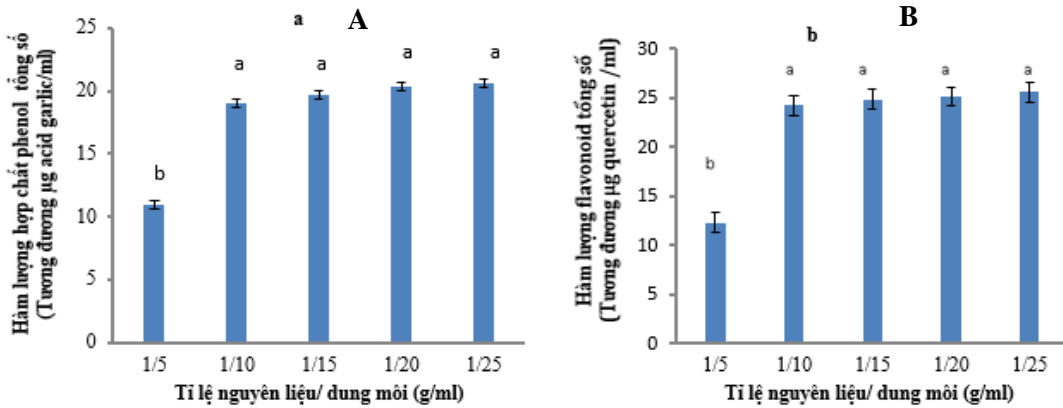 a A
Hàm lượng hợp chất phenol tổng số
(Tương đương µg acid garlic/ml)
25
20
15
10
5
0
b
a
a
a
a
1/5 1/10 1/15 1/20 1/25
Tỉ lệ nguyên liệu/ dung môi (g/ml)
b B
Hàm lượng flavonoid tổng số
(Tương đương µg quercetin /ml)
30
25
20
15
10
5
0
b
a
a
a
a
1/5 1/10 1/15 1/20 1/25
Tỉ lệ nguyên liệu/ dung môi (g/ml)